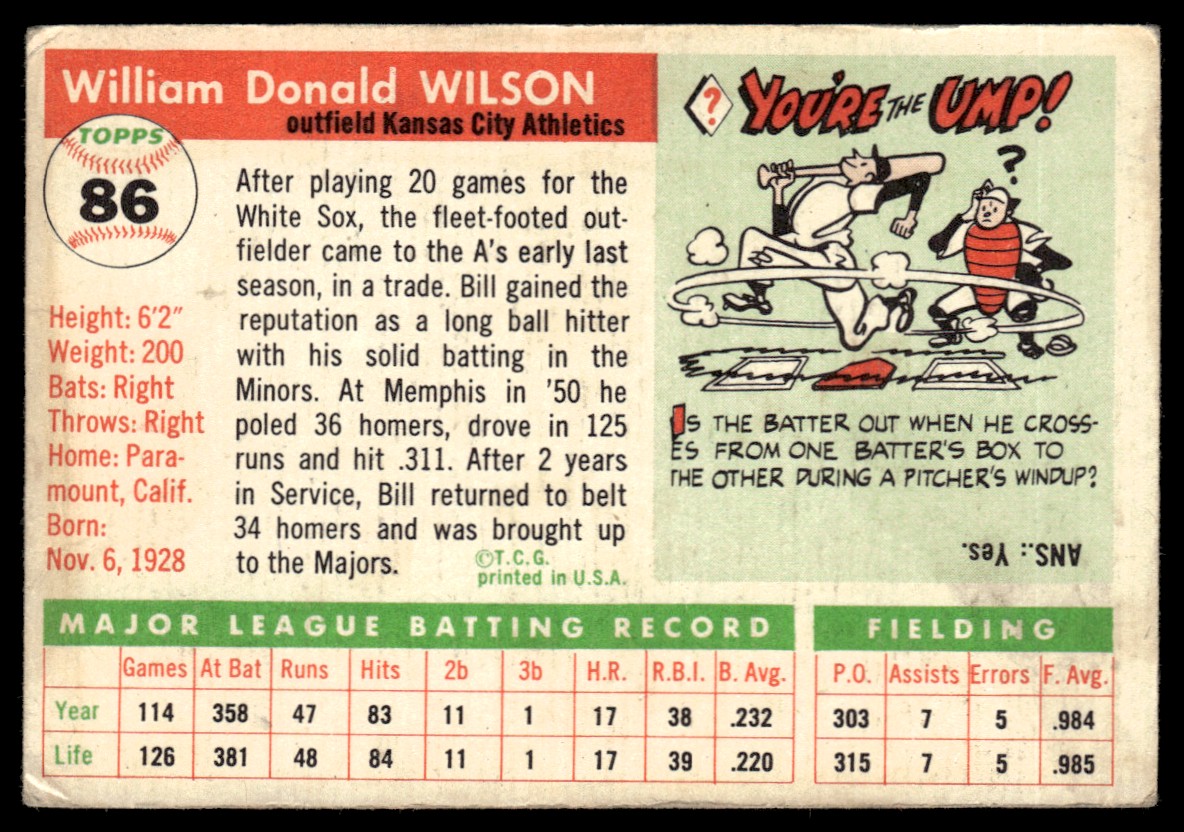 William Donald WILSON
outfield Kansas City Athletics
TOPPS
86
Height: 6'2"
Weight: 200
Bats: Right
Throws: Right
Home: Para-
mount, Calif.
Born:
Nov. 6, 1928
After playing 20 games for the
White Sox, the fleet-footed out-
fielder came to the A's early last
season, in a trade. Bill gained the
reputation as a long ball hitter
with his solid batting in the
Minors. At Memphis in '50 he
poled 36 homers, drove in 125
runs and hit .311. After 2 years
in Service, Bill returned to belt
34 homers and was brought up
to the Majors.
©T.C.G.
printed in U.S.A.
? YOU'RE THE UMP!
?
IS THE BATTER OUT WHEN HE CROSS-
ES FROM ONE BATTER'S BOX TO
THE OTHER DURING A PITCHER'S WINDUP?
ANS.: Yes.
MAJOR LEAGUE BATTING RECORD
Games At Bat Runs Hits 2b 3b H.R. R.B.I. B. Avg.
Year 114 358 47 83 11 1 17 38 .232
Life 126 381 48 84 11 1 17 39 .220
FIELDING
P.O. Assists Errors F. Avg.
303 7 5 .984
315 7 5 .985